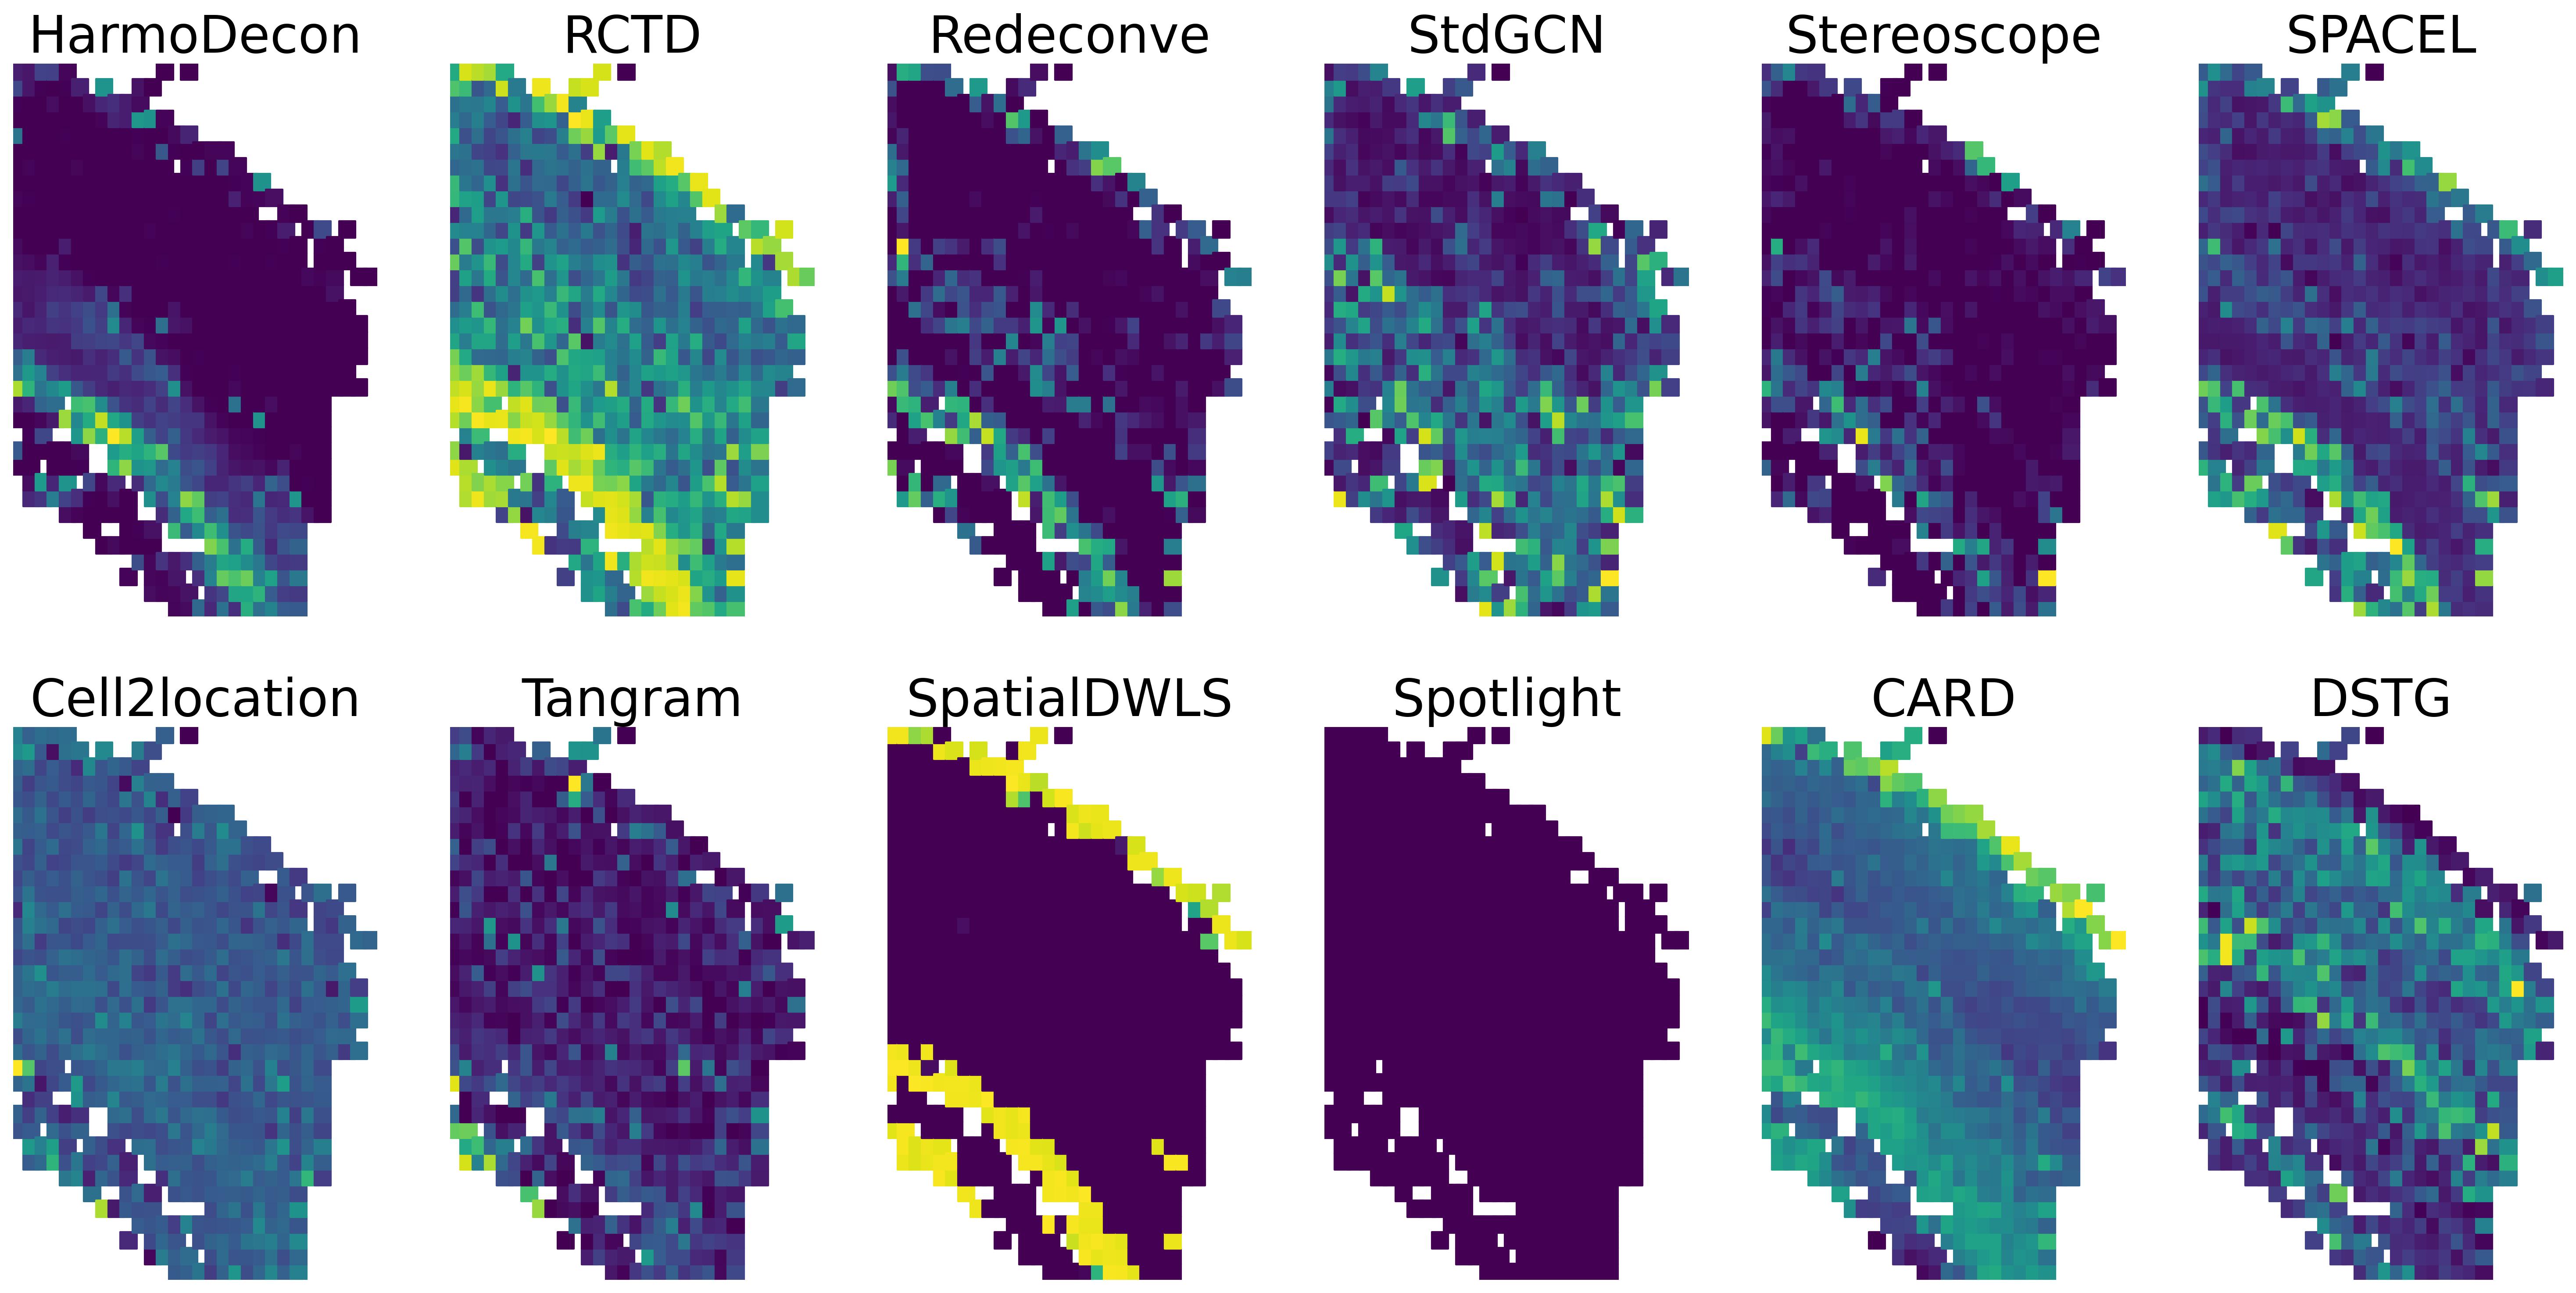 HarmoDecon RCTD Redeconve StdGCN Stereoscope SPACEL
Cell2location Tangram SpatialDWLS Spotlight CARD DSTG